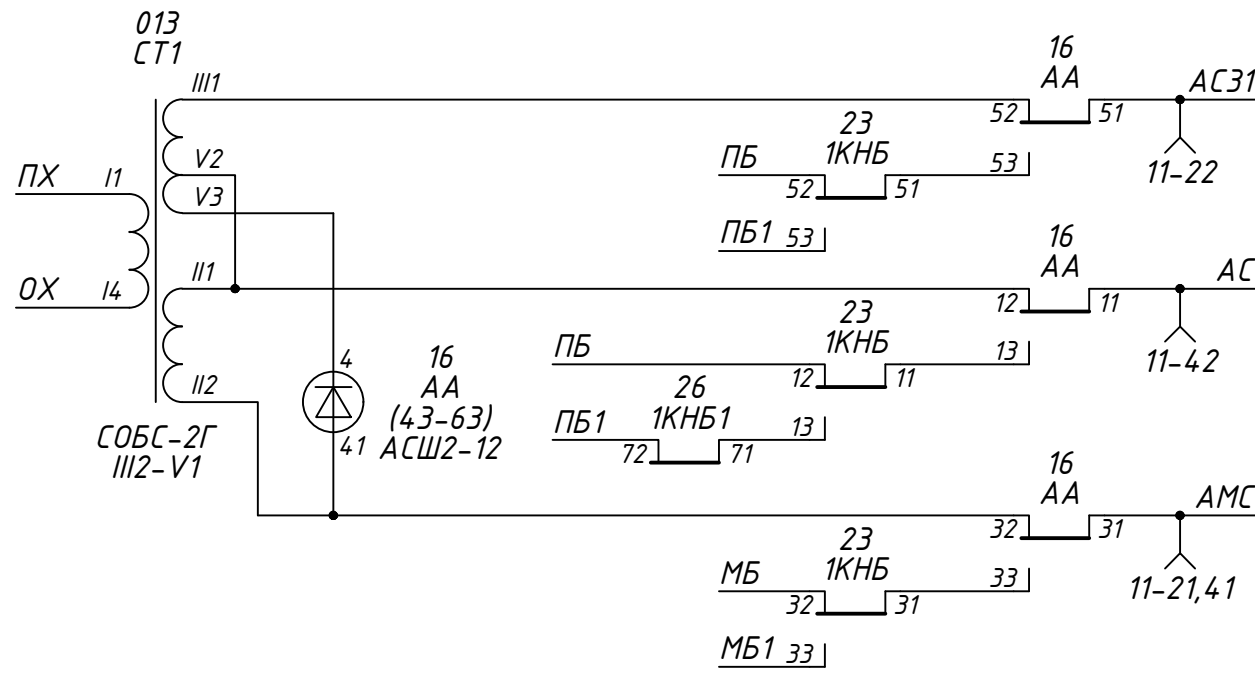 013
СТ1
III1
V2
V3
I1
I4
ПХ
ОХ
II1
II2
СОБС-2Г
III2-V1
4
41
16
АА
(43-63)
АСШ2-12
16
АА
52
51
АСЗ1
11-22
23
1КНБ
ПБ
52
51
53
ПБ1
53
16
АА
12
11
АС
11-42
23
1КНБ
ПБ
12
11
13
26
1КНБ1
ПБ1
72
71
13
16
АА
32
31
АМС
11-21,41
23
1КНБ
МБ
32
31
33
МБ1
33